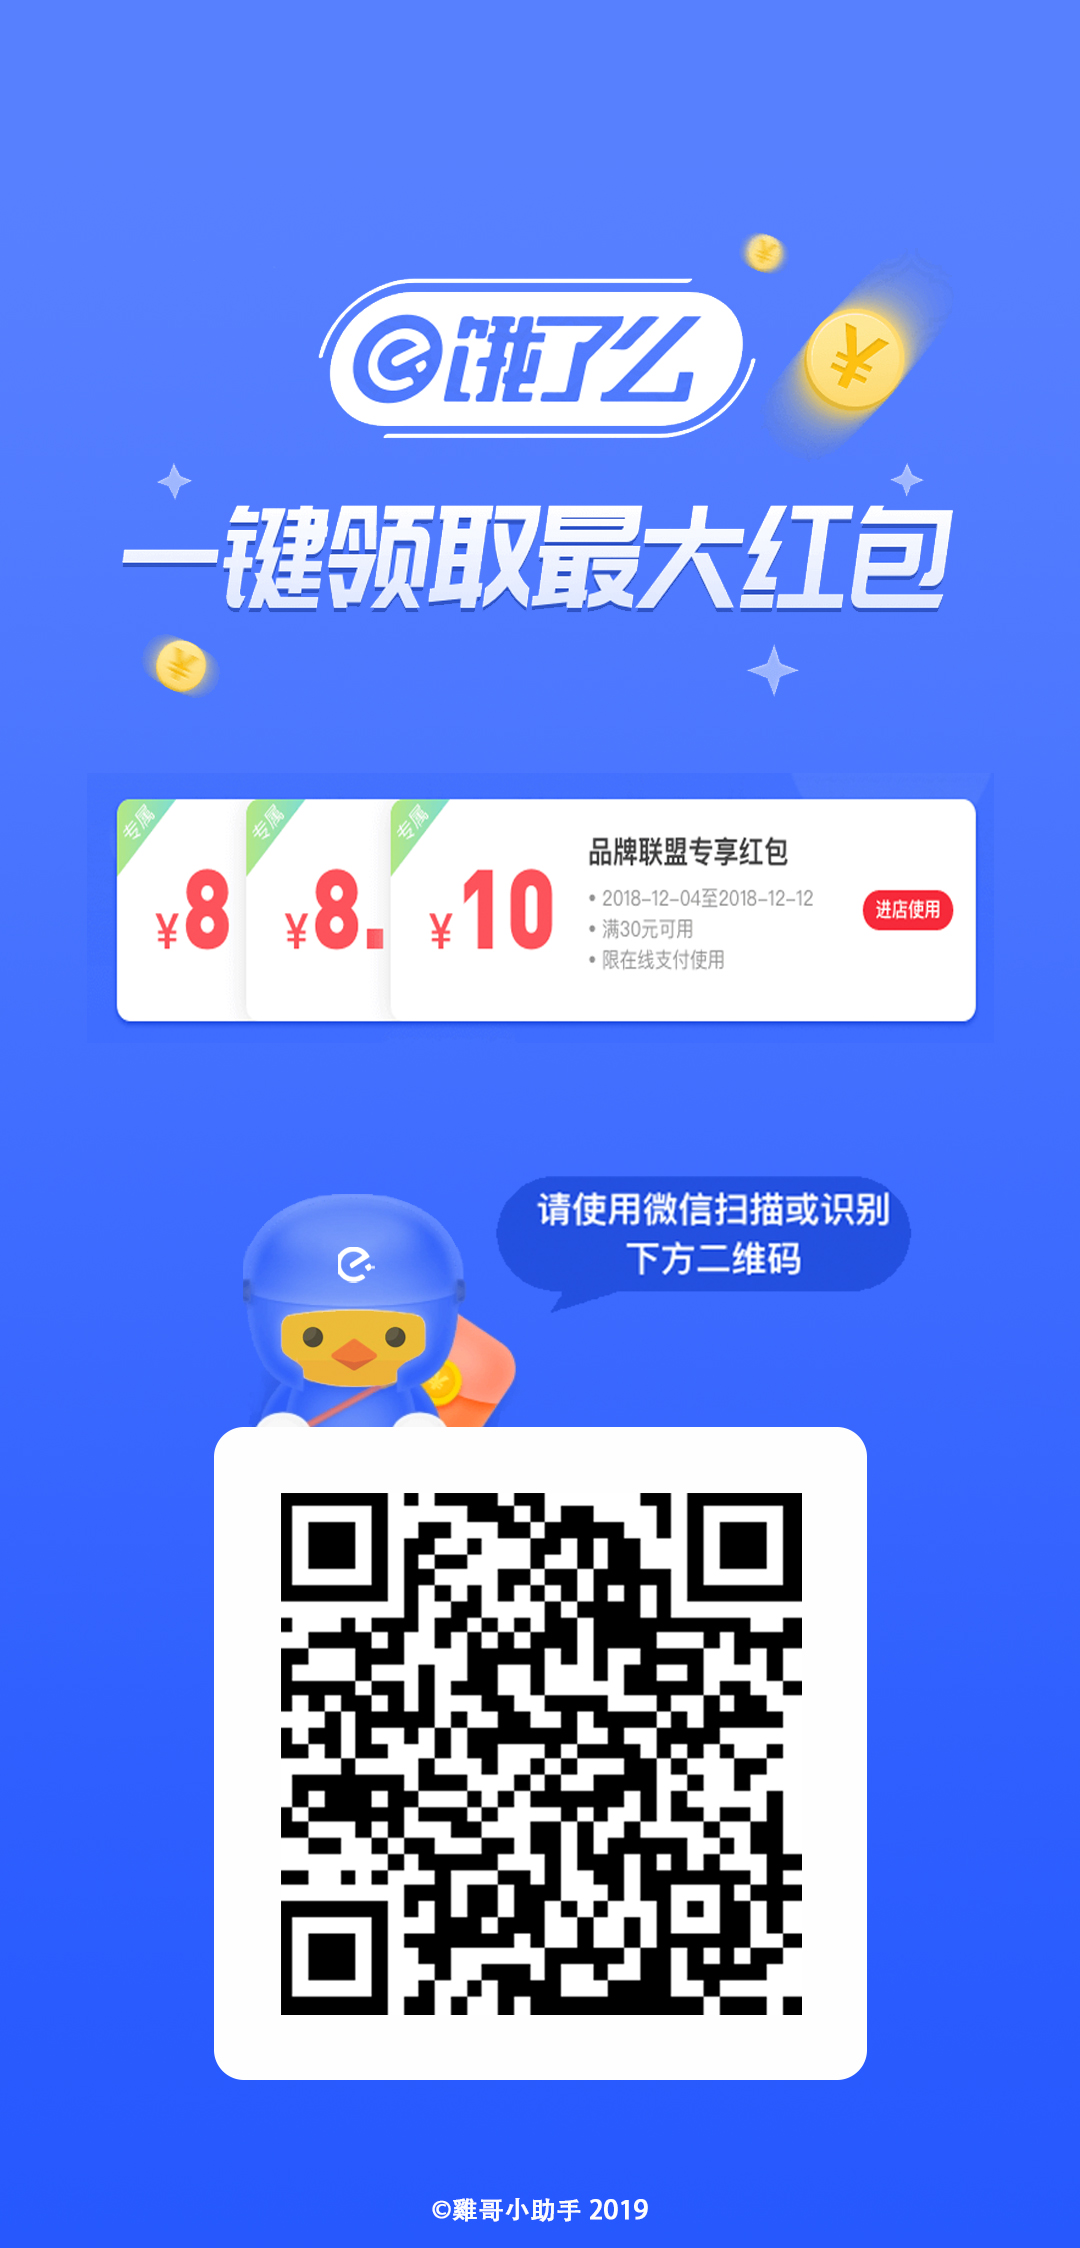 饿了么
一键领取最大红包
专属
专属
专属
¥8
¥8.
¥10
品牌联盟专享红包
• 2018-12-04至2018-12-12
• 满30元可用
• 限在线支付使用
进店使用
请使用微信扫描或识别
下方二维码
©雞哥小助手 2019